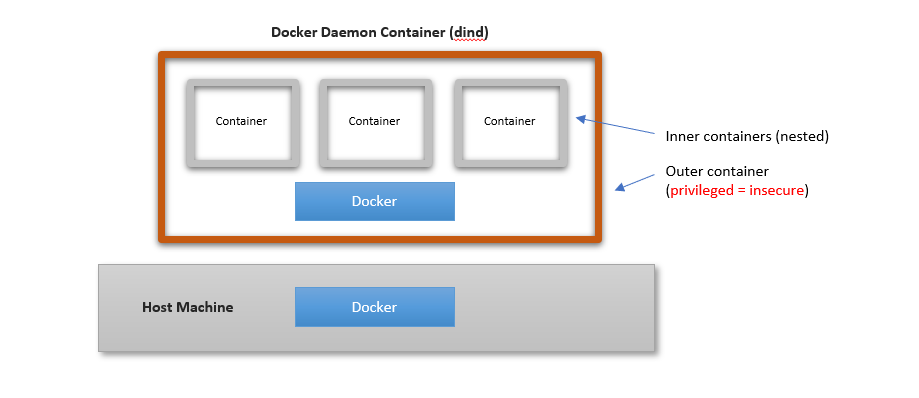 Docker Daemon Container (dind)
Container
Container
Container
Inner containers (nested)
Outer container
(privileged = insecure)
Docker
Host Machine
Docker